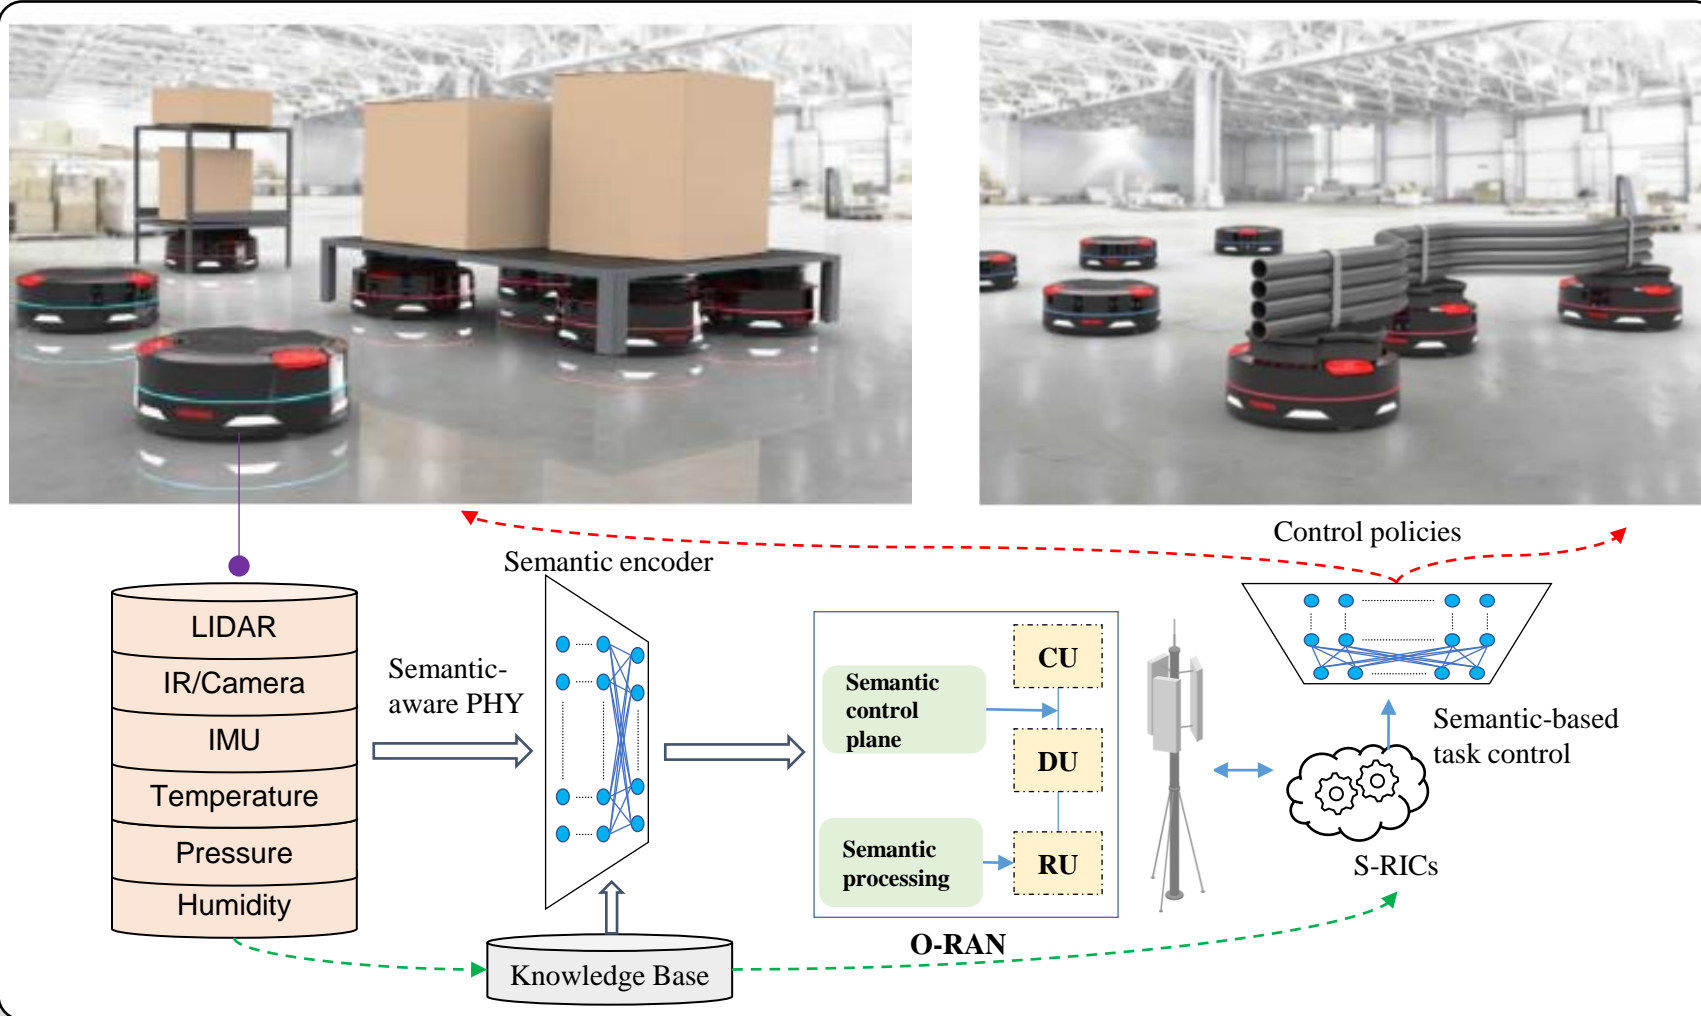 Control policies
Semantic encoder
LIDAR
IR/Camera
IMU
Temperature
Pressure
Humidity
Semantic-
aware PHY
Semantic
control
plane
Semantic
processing
CU
DU
RU
O-RAN
Semantic-based
task control
S-RICs
Knowledge Base